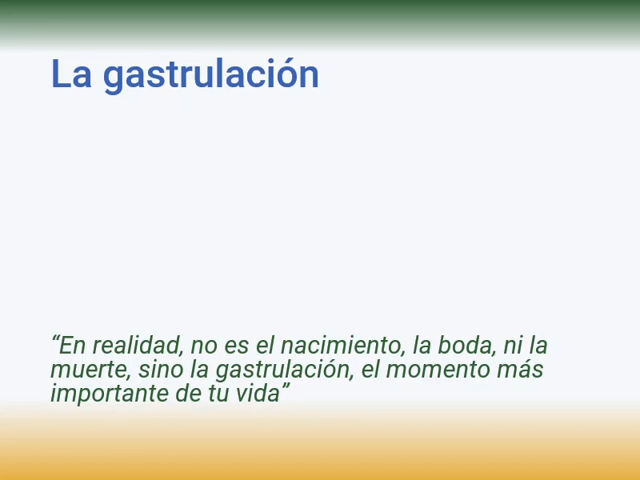 La gastrulación
“En realidad, no es el nacimiento, la boda, ni la
muerte, sino la gastrulación, el momento más
importante de tu vida”